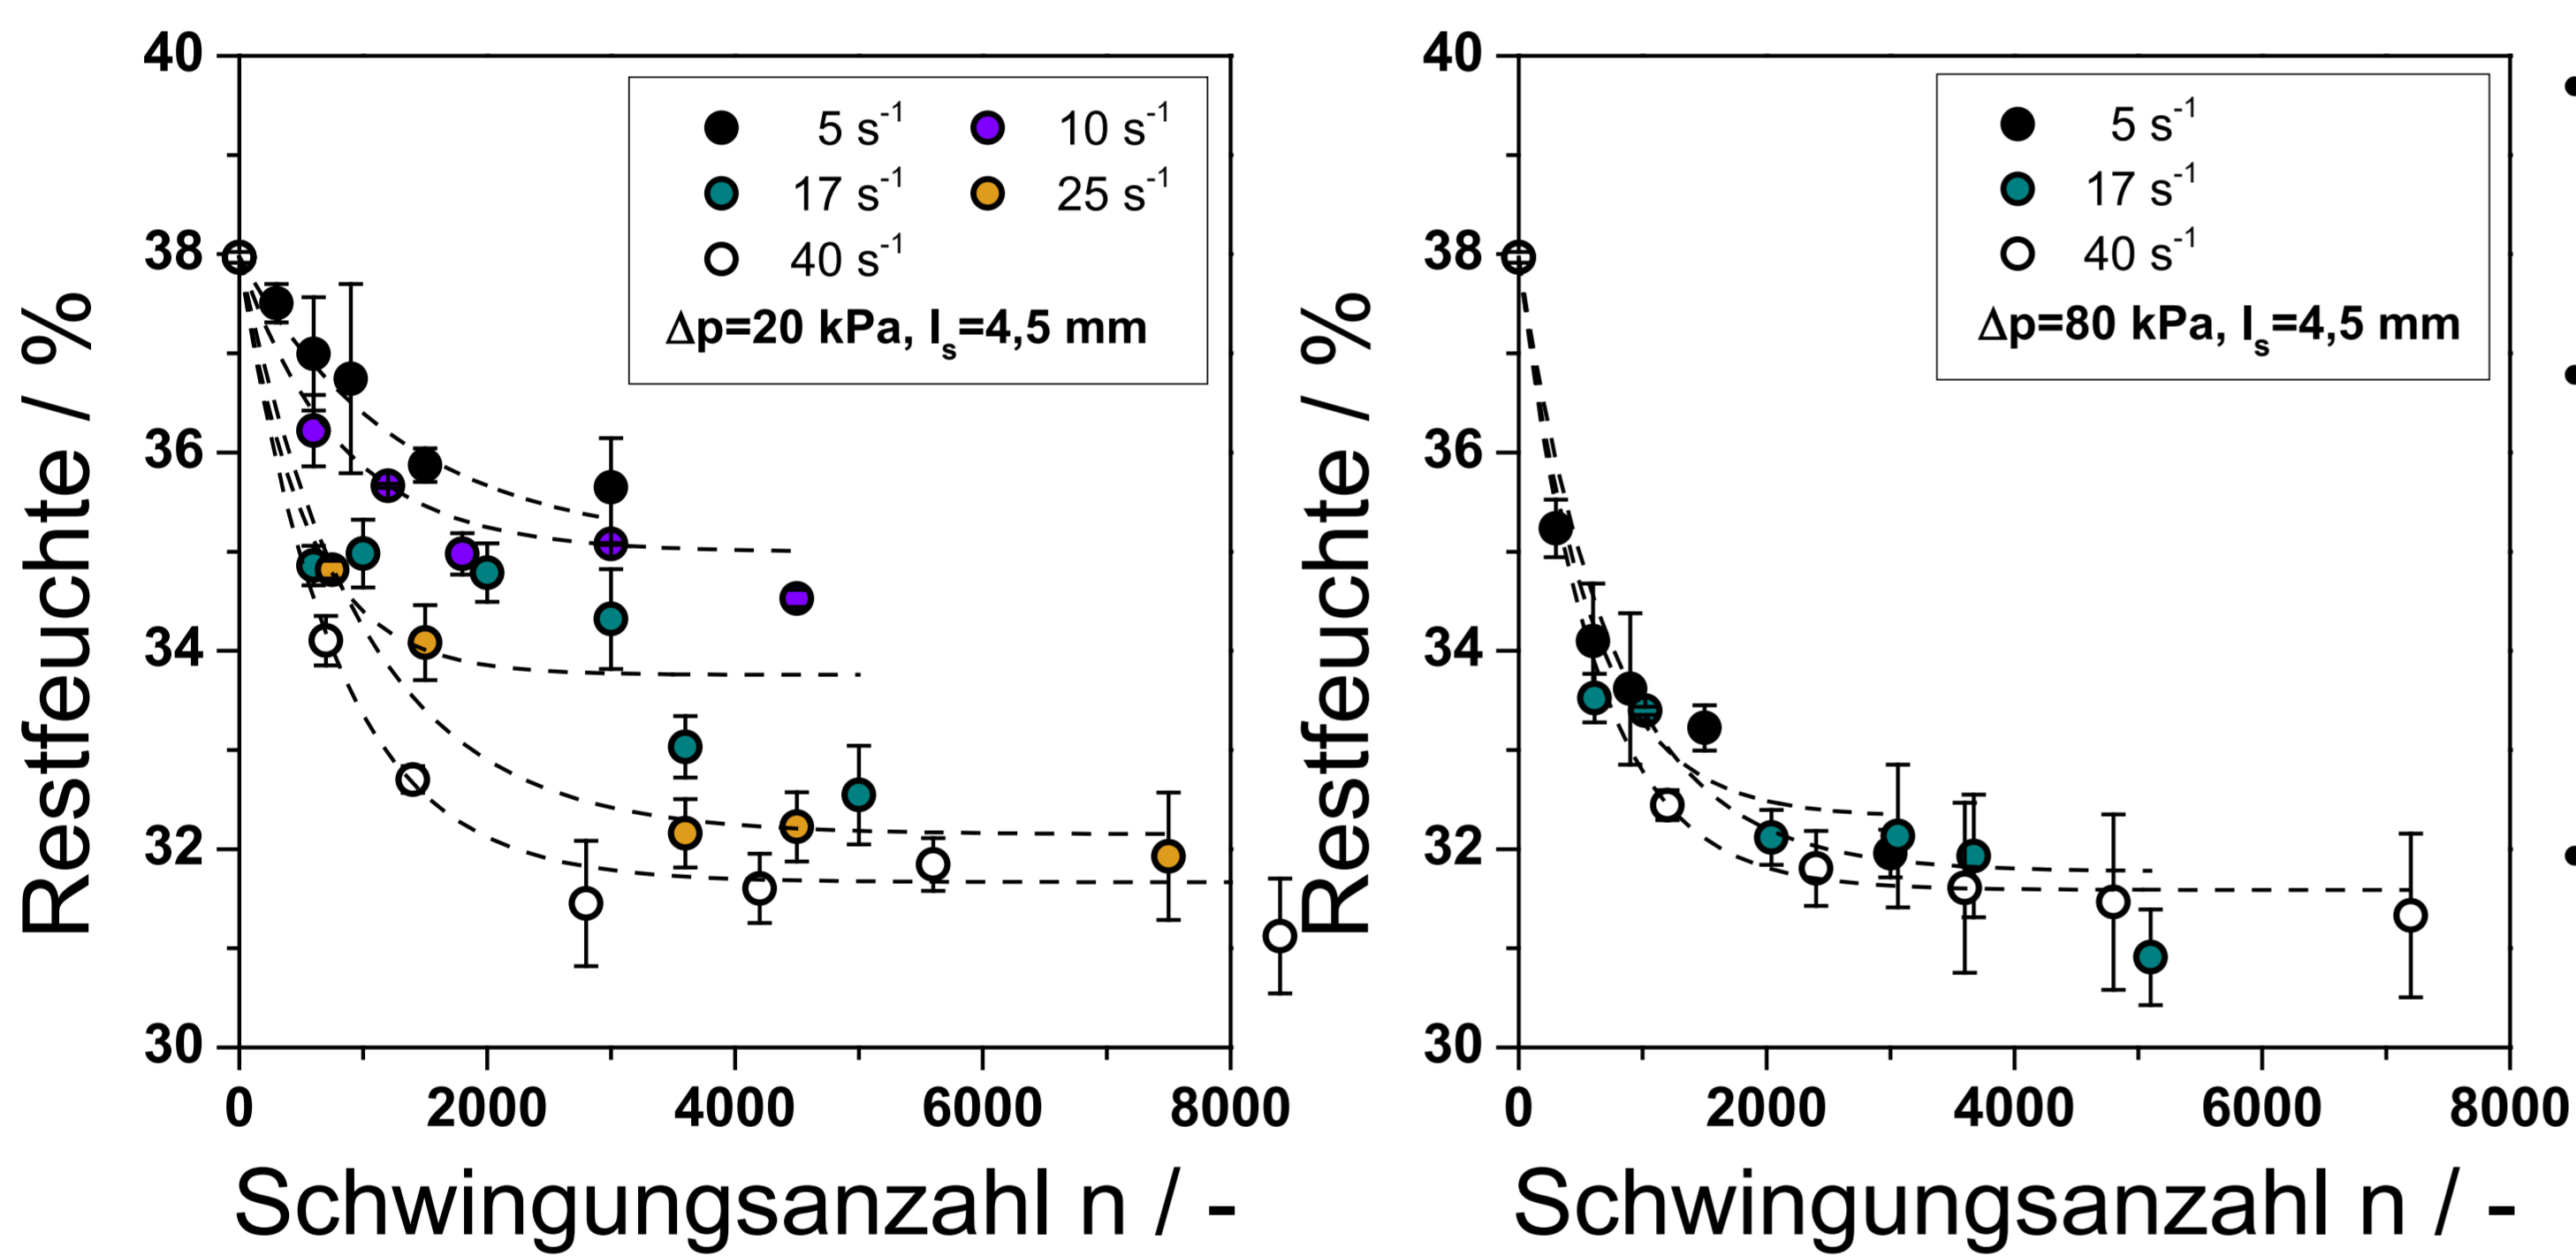 Restfeuchte / %
40
38
36
34
32
30
5 s-1 10 s-1
17 s-1 25 s-1
40 s-1
Δp=20 kPa, ls=4,5 mm
0 2000 4000 6000 8000
Schwingungsanzahl n / -
Restfeuchte / %
40
38
36
34
32
30
5 s-1
17 s-1
40 s-1
Δp=80 kPa, ls=4,5 mm
0 2000 4000 6000 8000
Schwingungsanzahl n / -